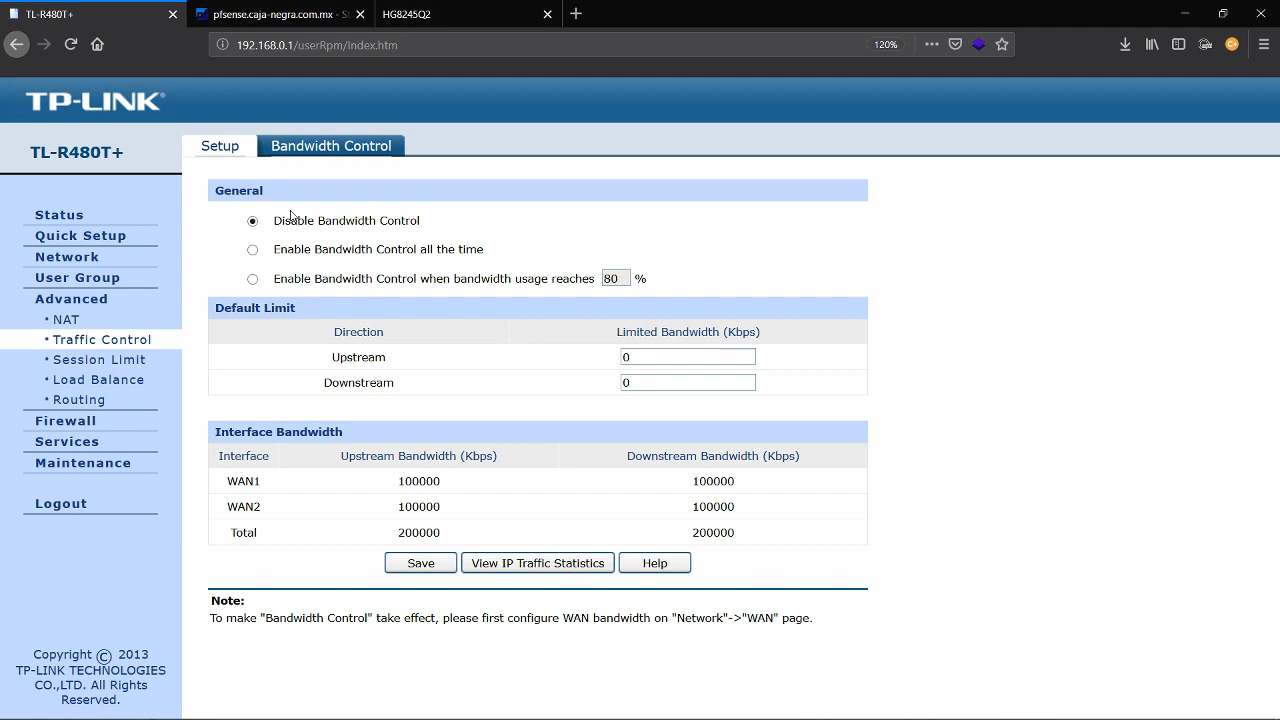 TL-R480T+
pfsense.caja-negra.com.mx - St
HG8245Q2
192.168.0.1/userRpm/Index.htm
120%
TP-LINK®
TL-R480T+
Setup
Bandwidth Control
Status
Quick Setup
Network
User Group
Advanced
• NAT
• Traffic Control
• Session Limit
• Load Balance
• Routing
Firewall
Services
Maintenance
Logout
Copyright © 2013
TP-LINK TECHNOLOGIES
CO.,LTD. All Rights
Reserved.
General
Disable Bandwidth Control
Enable Bandwidth Control all the time
Enable Bandwidth Control when bandwidth usage reaches 80 %
Default Limit
Direction Limited Bandwidth (Kbps)
Upstream 0
Downstream 0
Interface Bandwidth
Interface Upstream Bandwidth (Kbps) Downstream Bandwidth (Kbps)
WAN1 100000 100000
WAN2 100000 100000
Total 200000 200000
Save View IP Traffic Statistics Help
Note:
To make "Bandwidth Control" take effect, please first configure WAN bandwidth on "Network"->"WAN" page.